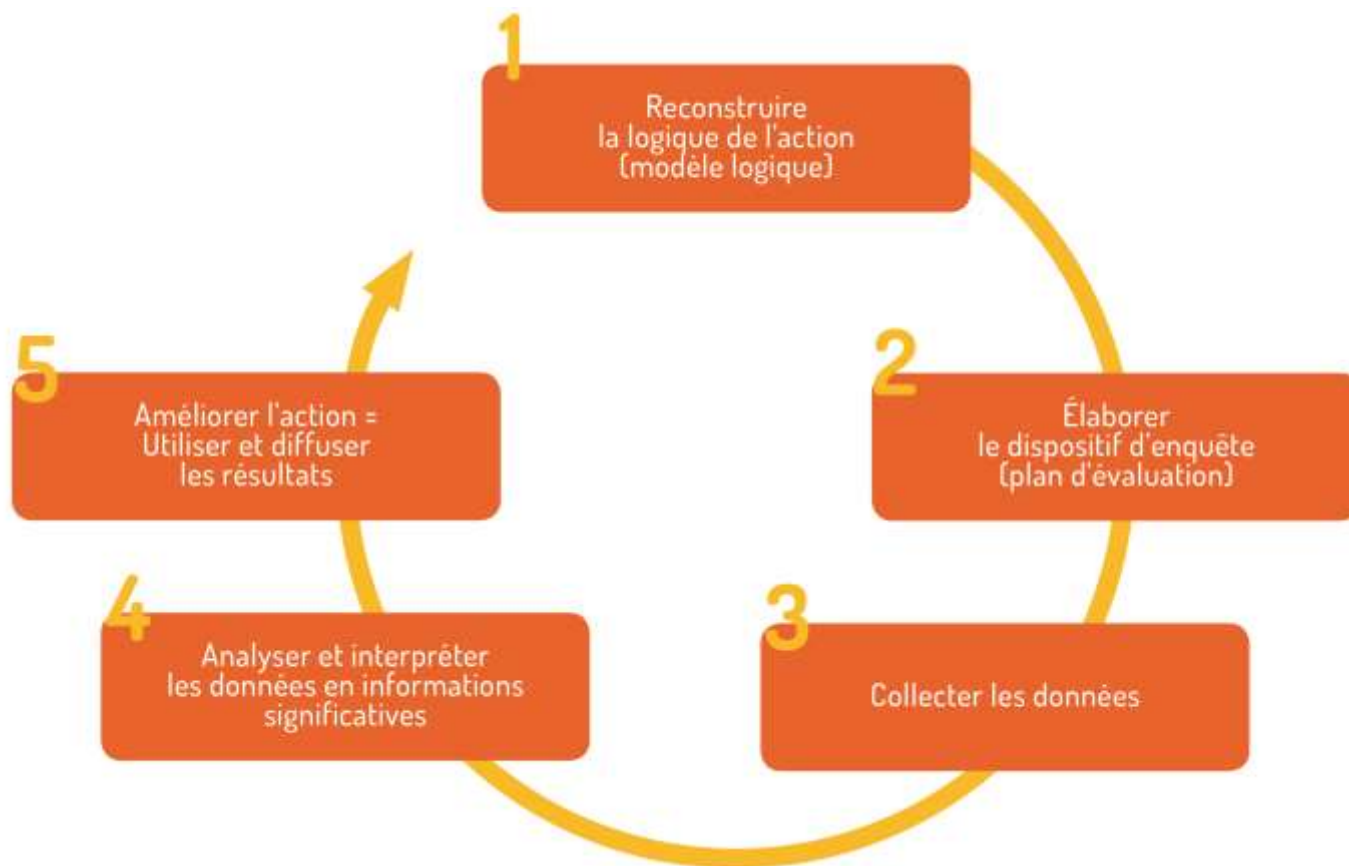 1
Reconstruire
la logique de l'action
(modèle logique)
2
Élaborer
le dispositif d'enquête
(plan d'évaluation)
3
Collecter les données
4
Analyser et interpréter
les données en informations
significatives
5
Améliorer l'action =
Utiliser et diffuser
les résultats